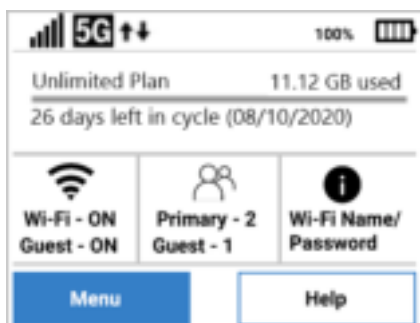 5G 100%
Unlimited Plan 11.12 GB used
26 days left in cycle (08/10/2020)
Wi-Fi - ON
Guest - ON
Primary - 2
Guest - 1
Wi-Fi Name/
Password
Menu Help